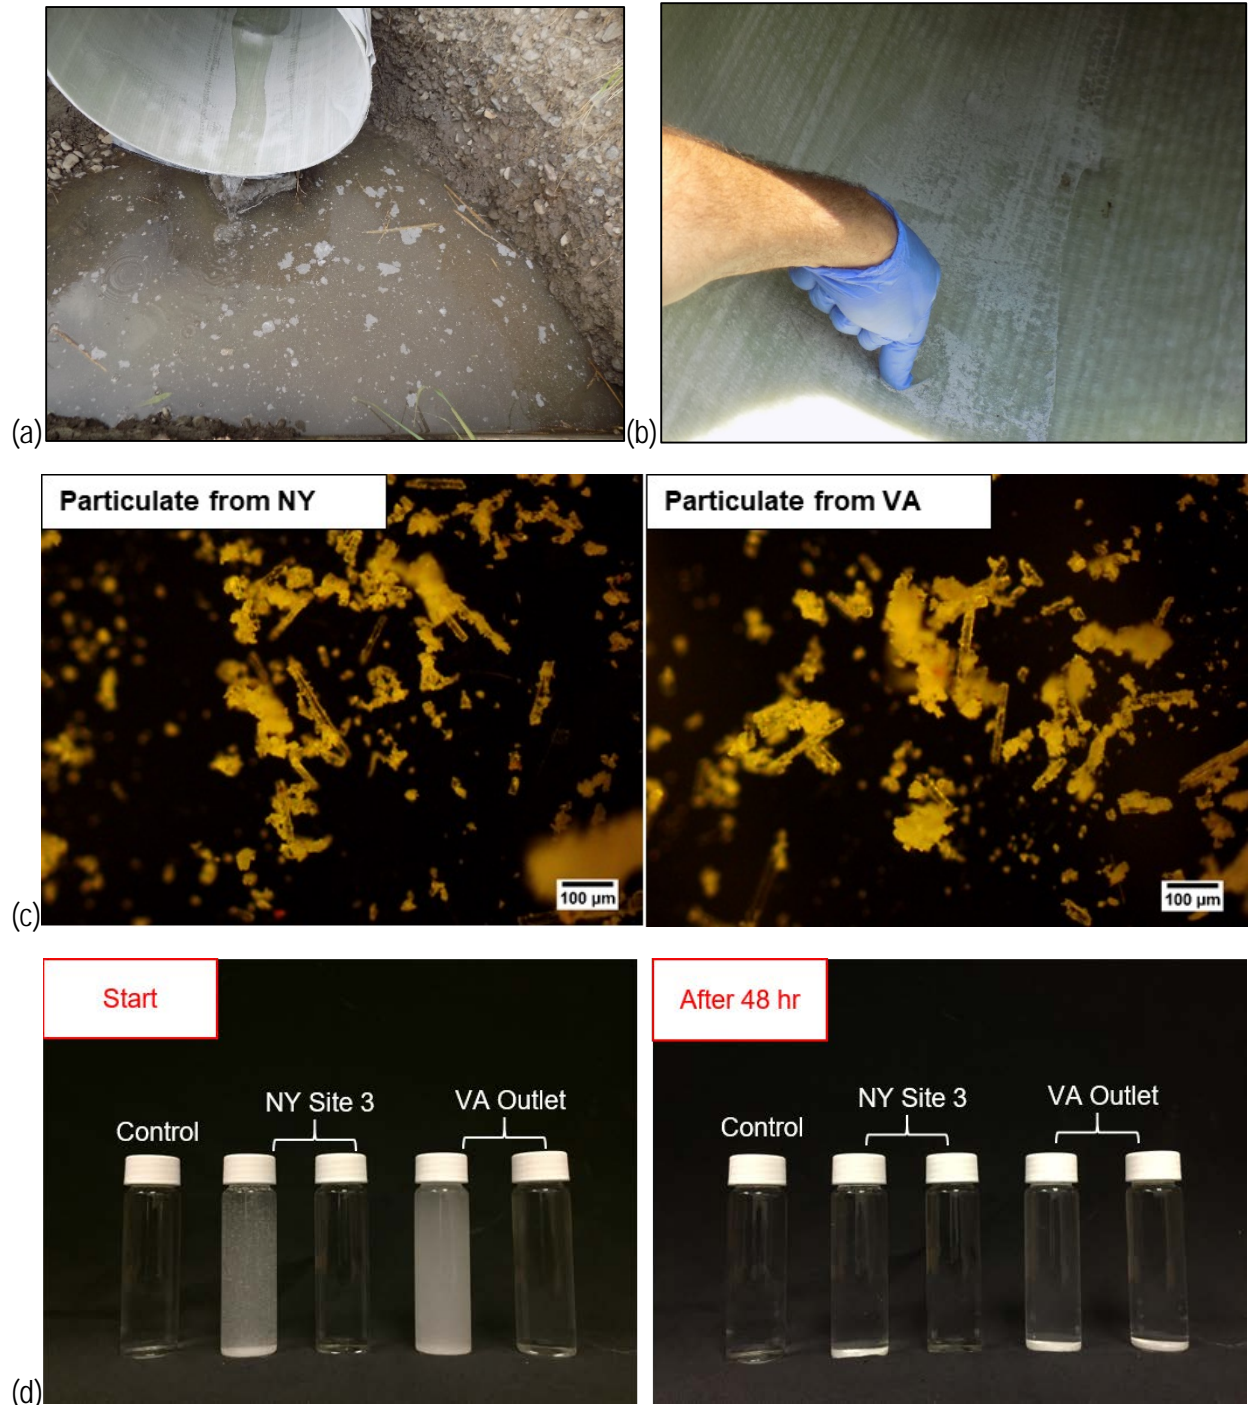 (a)
(b)
Particulate from NY
Particulate from VA
100 µm
100 µm
(c)
Start
After 48 hr
Control
NY Site 3
VA Outlet
Control
NY Site 3
VA Outlet
(d)